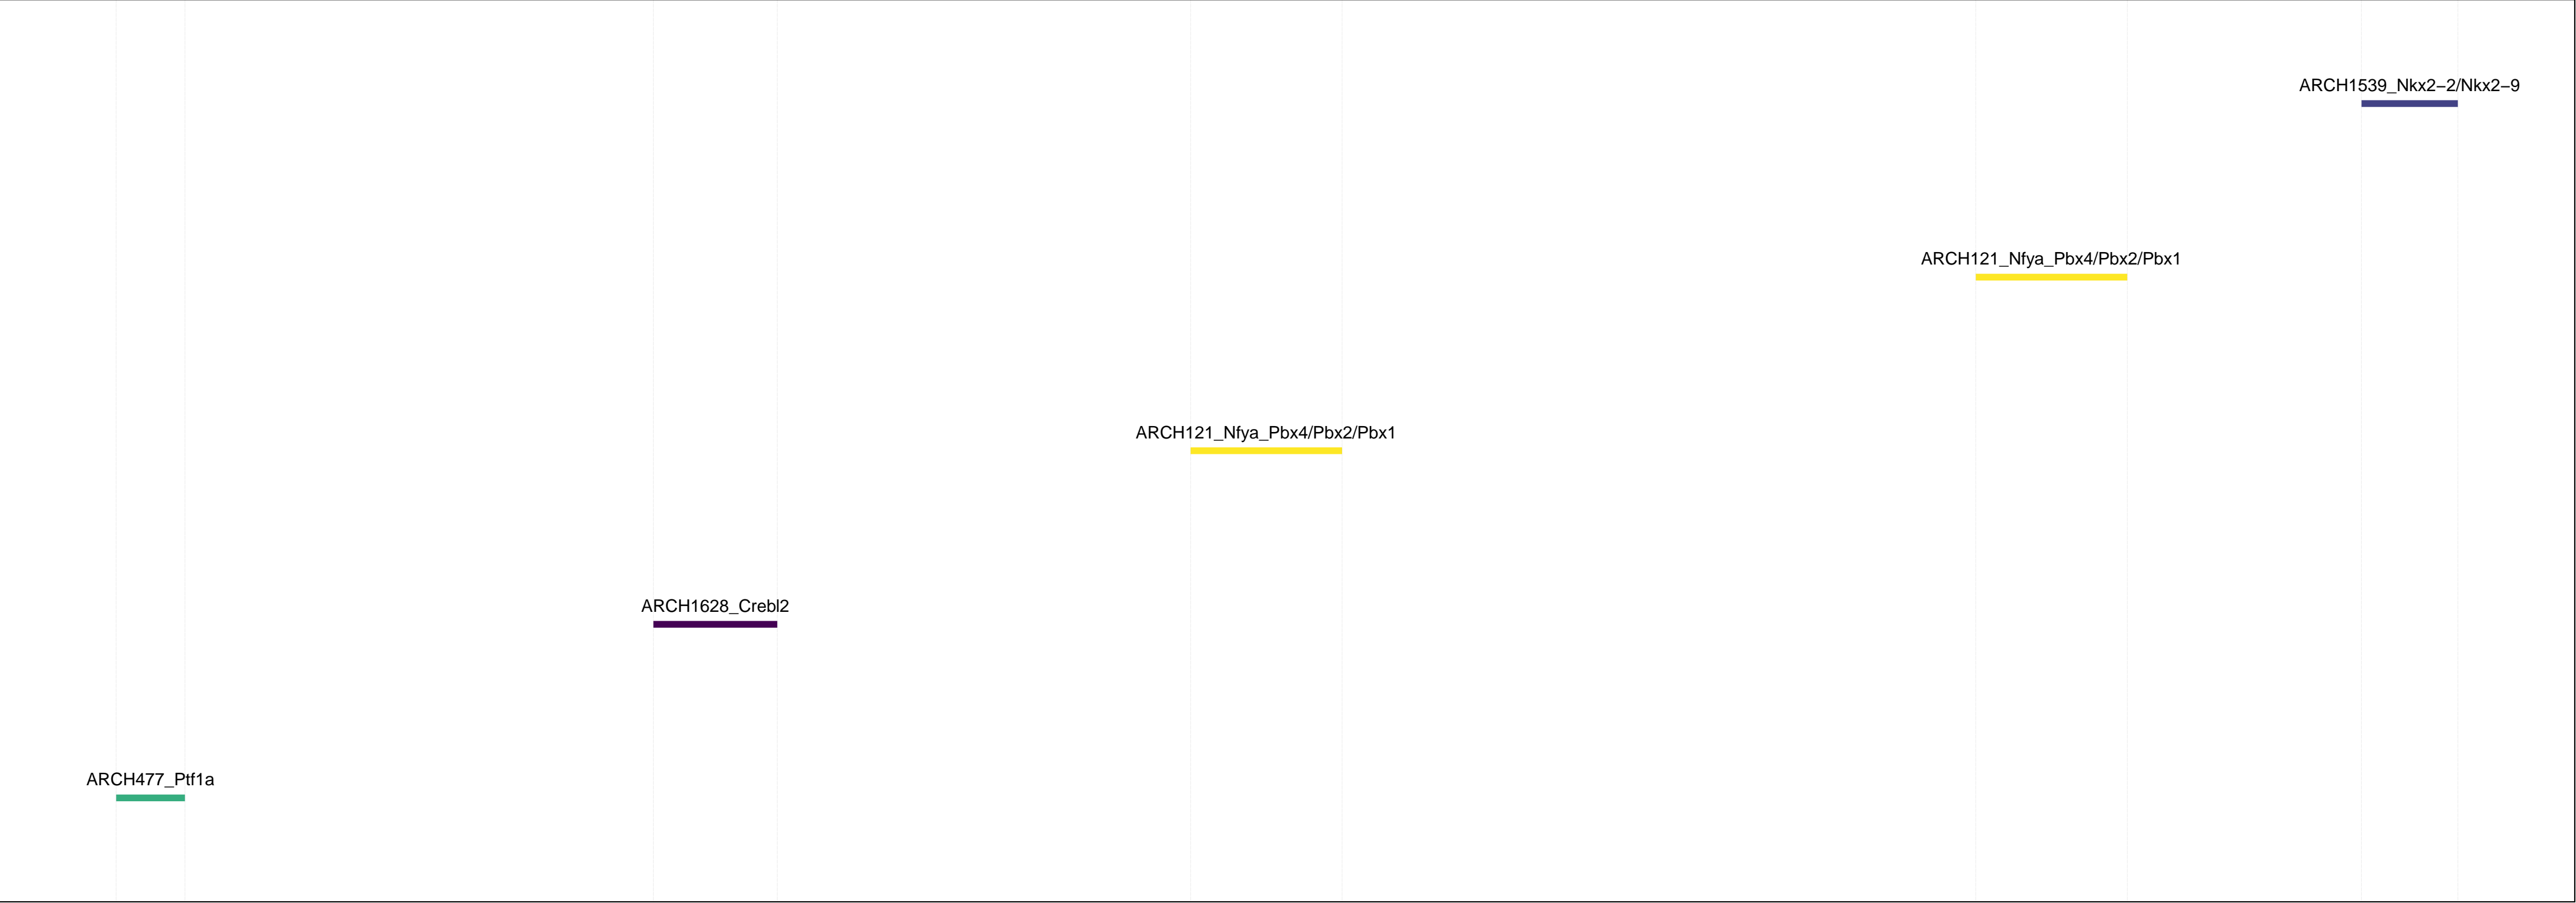 ARCH1539_Nkx2−2/Nkx2−9
ARCH121_Nfya_Pbx4/Pbx2/Pbx1
ARCH121_Nfya_Pbx4/Pbx2/Pbx1
ARCH1628_Crebl2
ARCH477_Ptf1a